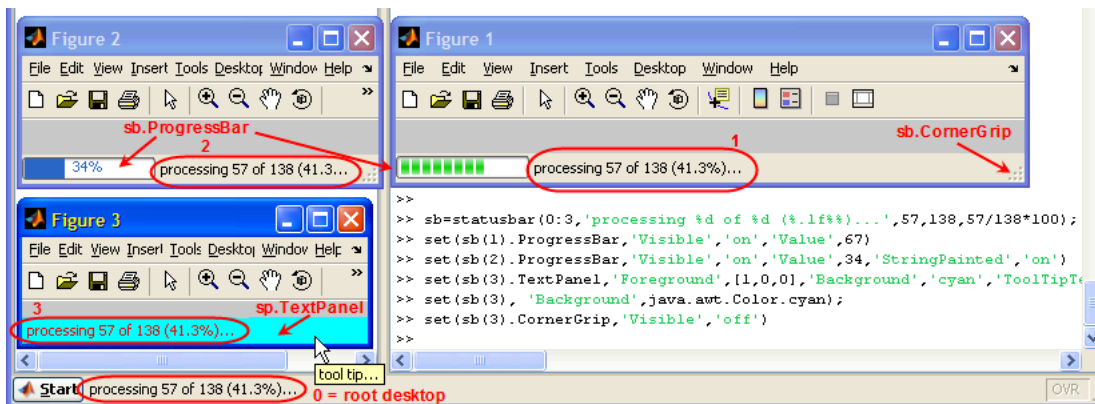 Figure 2
File Edit View Insert Tools Desktop Window Help
»
sb.ProgressBar
2
34%
processing 57 of 138 (41.3...
Figure 1
File Edit View Insert Tools Desktop Window Help
sb.CornerGrip
1
processing 57 of 138 (41.3%)...
Figure 3
File Edit View Insert Tools Desktop Window Help
»
3
sp.TextPanel
processing 57 of 138 (41.3%)...
tool tip...
>>
>> sb=statusbar(0:3,'processing %d of %d (%.1f%%)...',57,138,57/138*100);
>> set(sb(1).ProgressBar,'Visible','on','Value',67)
>> set(sb(2).ProgressBar,'Visible','on','Value',34,'StringPainted','on')
>> set(sb(3).TextPanel,'Foreground',[1,0,0],'Background','cyan','ToolTipTe
>> set(sb(3), 'Background',java.awt.Color.cyan);
>> set(sb(3).CornerGrip,'Visible','off')
>>
Start
processing 57 of 138 (41.3%)...
0 = root desktop
OVR